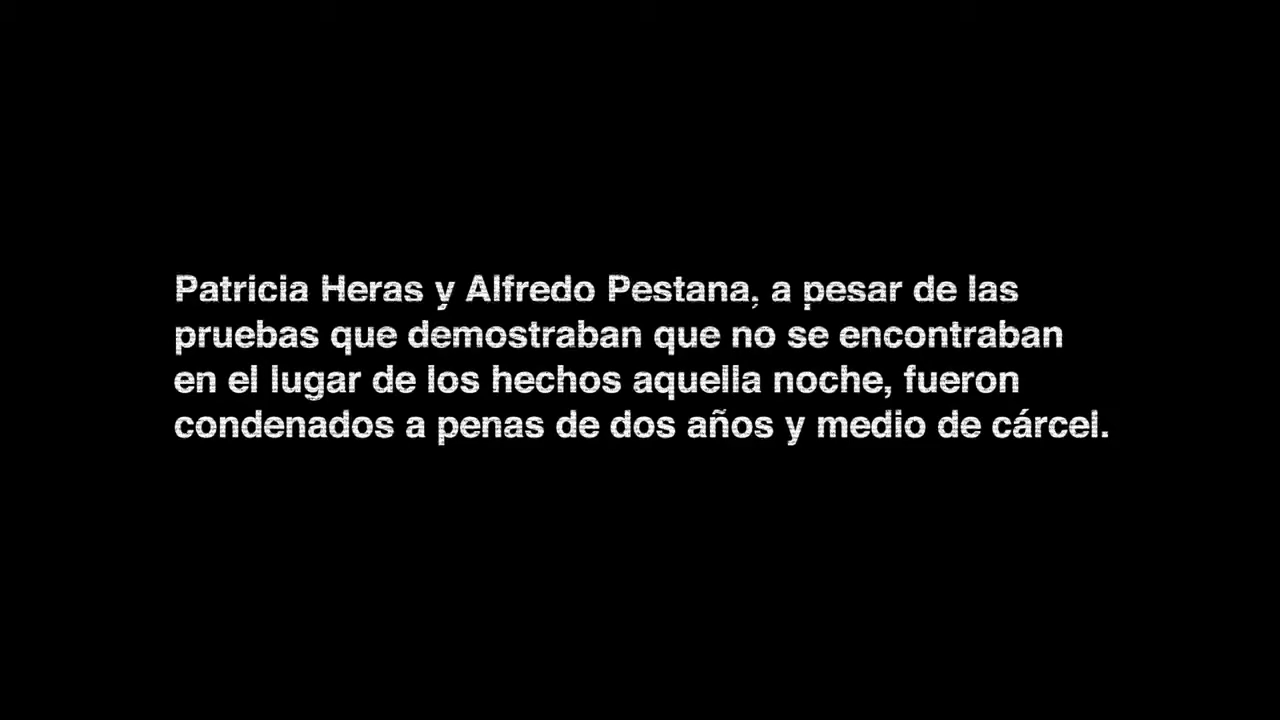 Patricia Heras y Alfredo Pestana, a pesar de las
pruebas que demostraban que no se encontraban
en el lugar de los hechos aquella noche, fueron
condenados a penas de dos años y medio de cárcel.